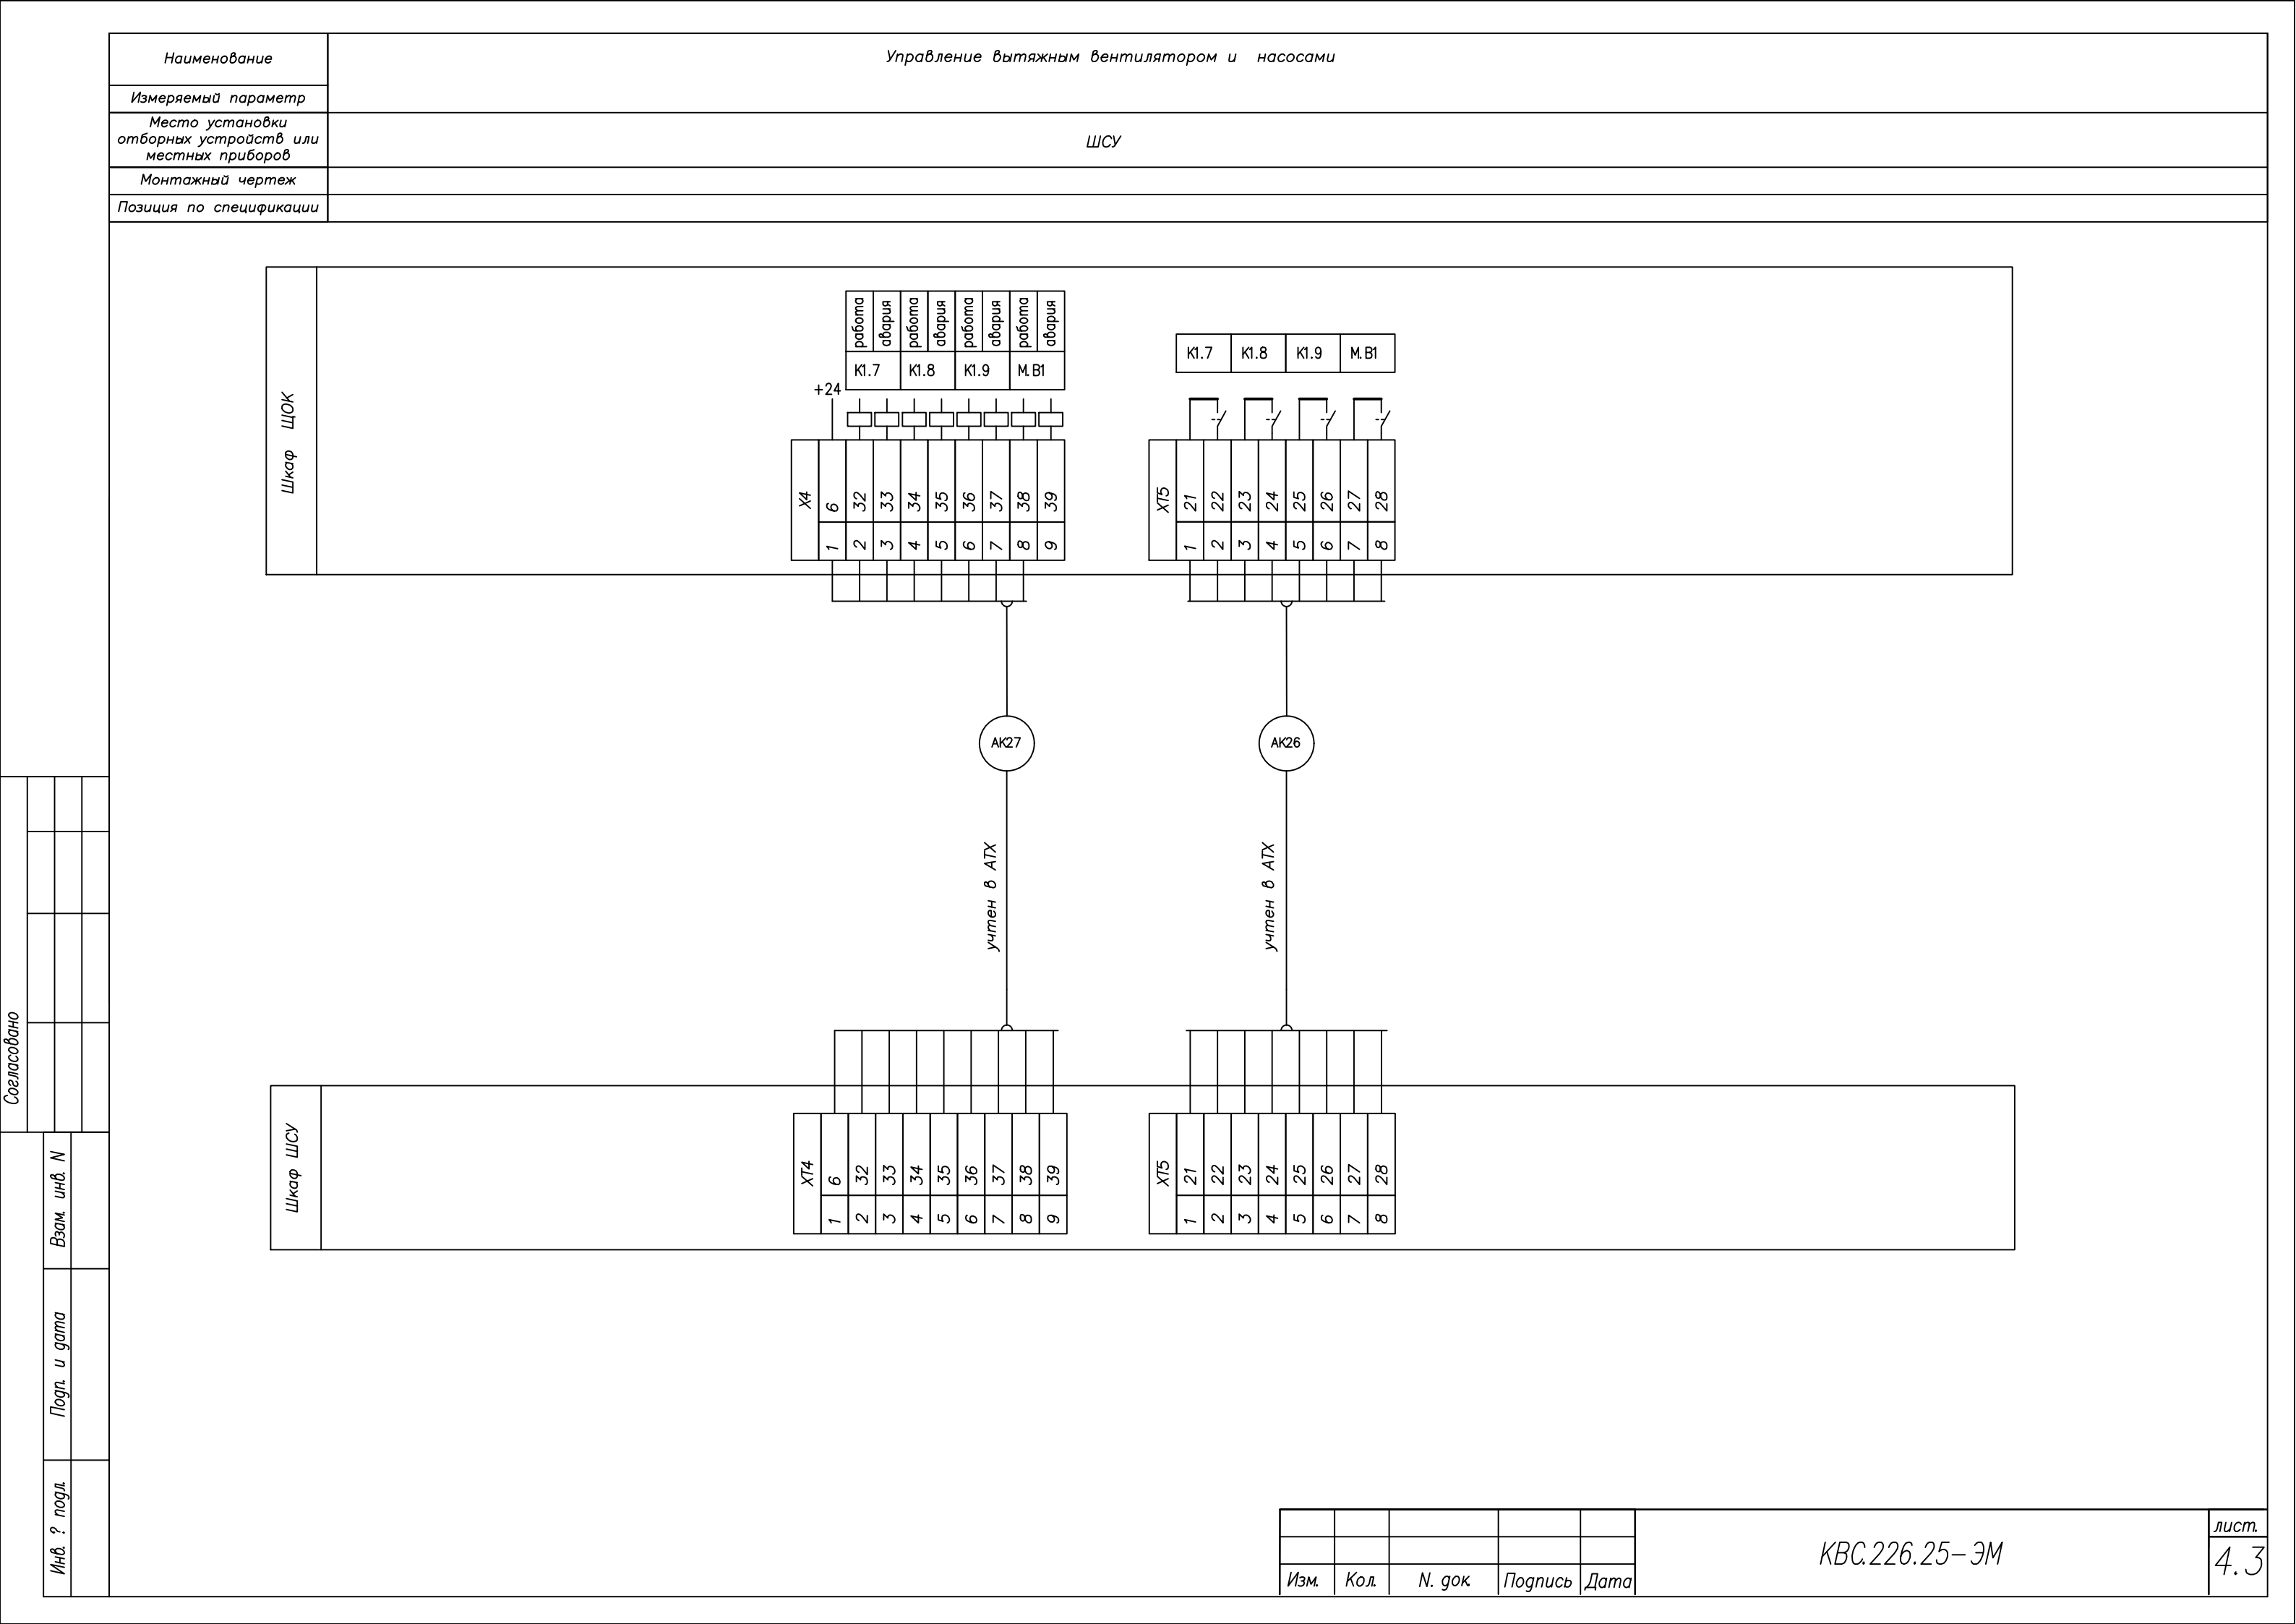 Наименование
Управление вытяжным вентилятором и насосами
Измеряемый параметр
Место установки
отборных устройств или
местных приборов
ШСУ
Монтажный чертеж
Позиция по спецификации
Шкаф ЩОК
работа авария работа авария работа авария работа авария
К1.7 К1.8 К1.9 М.В1
+24
К1.7 К1.8 К1.9 М.В1
Х4 6 32 33 34 35 36 37 38 39
1 2 3 4 5 6 7 8 9
ХТ5 21 22 23 24 25 26 27 28
1 2 3 4 5 6 7 8
АК27
АК26
учтен в АТХ
учтен в АТХ
Шкаф ШСУ
ХТ4 6 32 33 34 35 36 37 38 39
1 2 3 4 5 6 7 8 9
ХТ5 21 22 23 24 25 26 27 28
1 2 3 4 5 6 7 8
Согласовано
Взам. инв. N
Подп. и дата
Инв. ? подл.
Изм. Кол. N. док. Подпись Дата
КВС.226.25-ЭМ
лист.
4.3